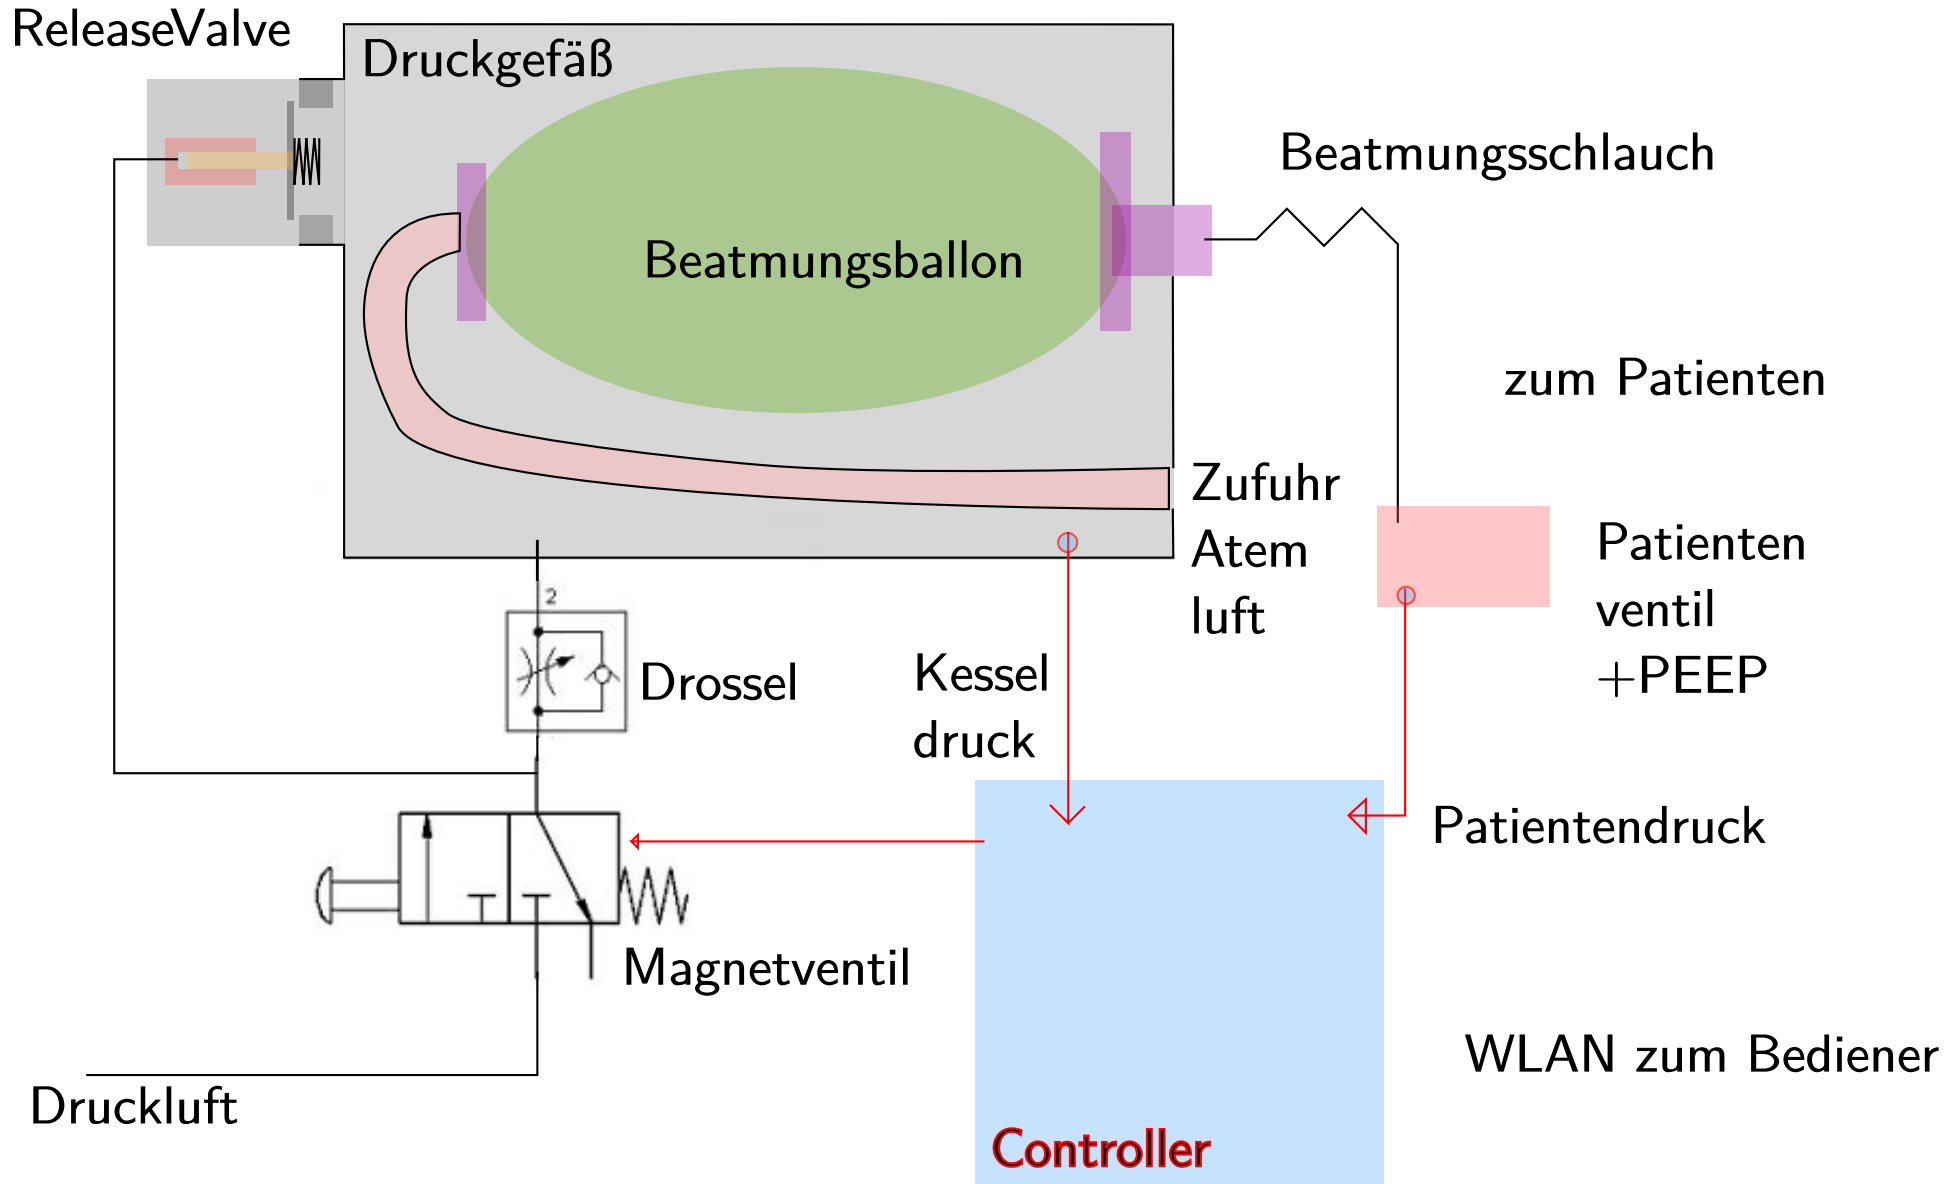 ReleaseValve
Druckgefäß
Beatmungsschlauch
Beatmungsballon
zum Patienten
Zufuhr
Atem
luft
Patienten
ventil
+PEEP
2
Drossel
Kessel
druck
Patientendruck
Magnetventil
WLAN zum Bediener
Druckluft
Controller